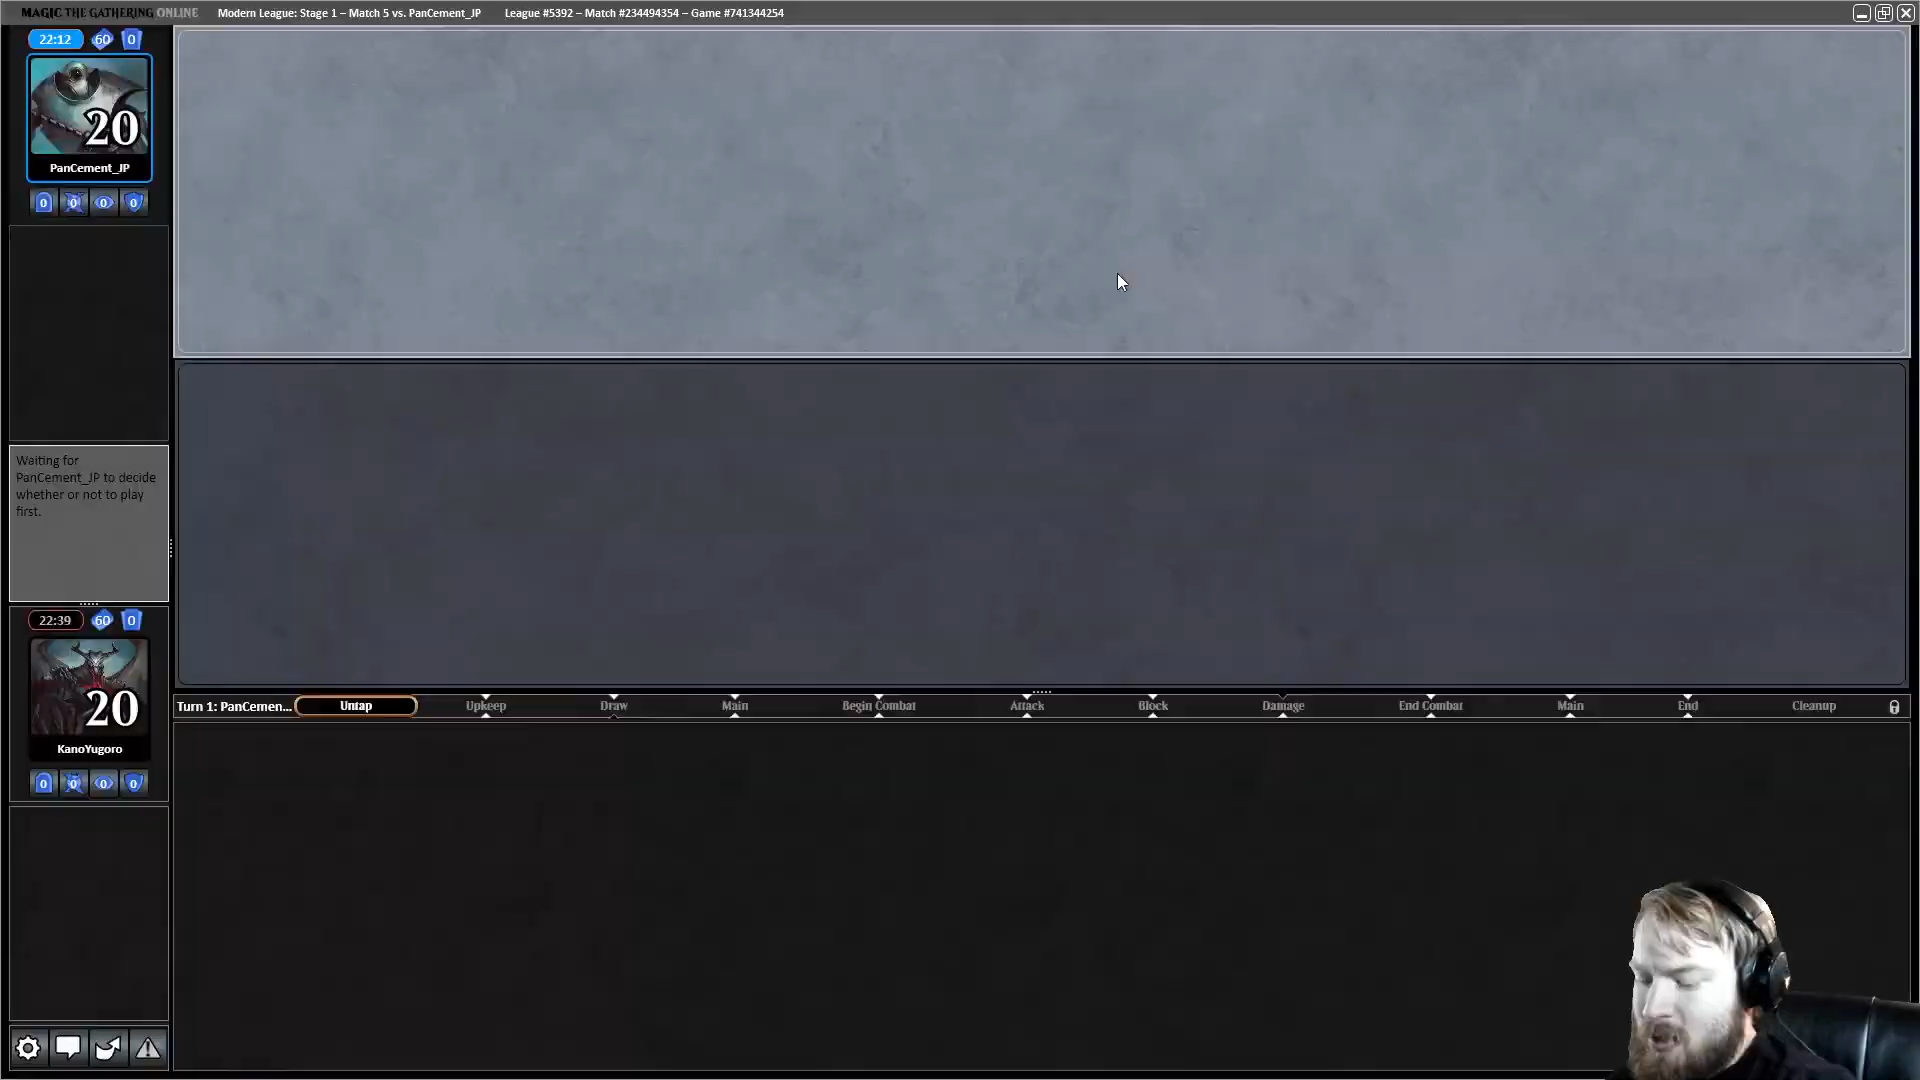 MAGIC THE GATHERING ONLINE
Modern League: Stage 1 – Match 5 vs. PanCement_JP
League #5392 – Match #234494354 – Game #741344254
22:12 60 0
20
PanCement_JP
0 0 0 0
Waiting for
PanCement_JP to decide
whether or not to play
first.
22:39 60 0
20
KanoYugoro
0 0 0 0
Turn 1: PanCemen... Untap Upkeep Draw Main Begin Combat Attack Block Damage End Combat Main End Cleanup